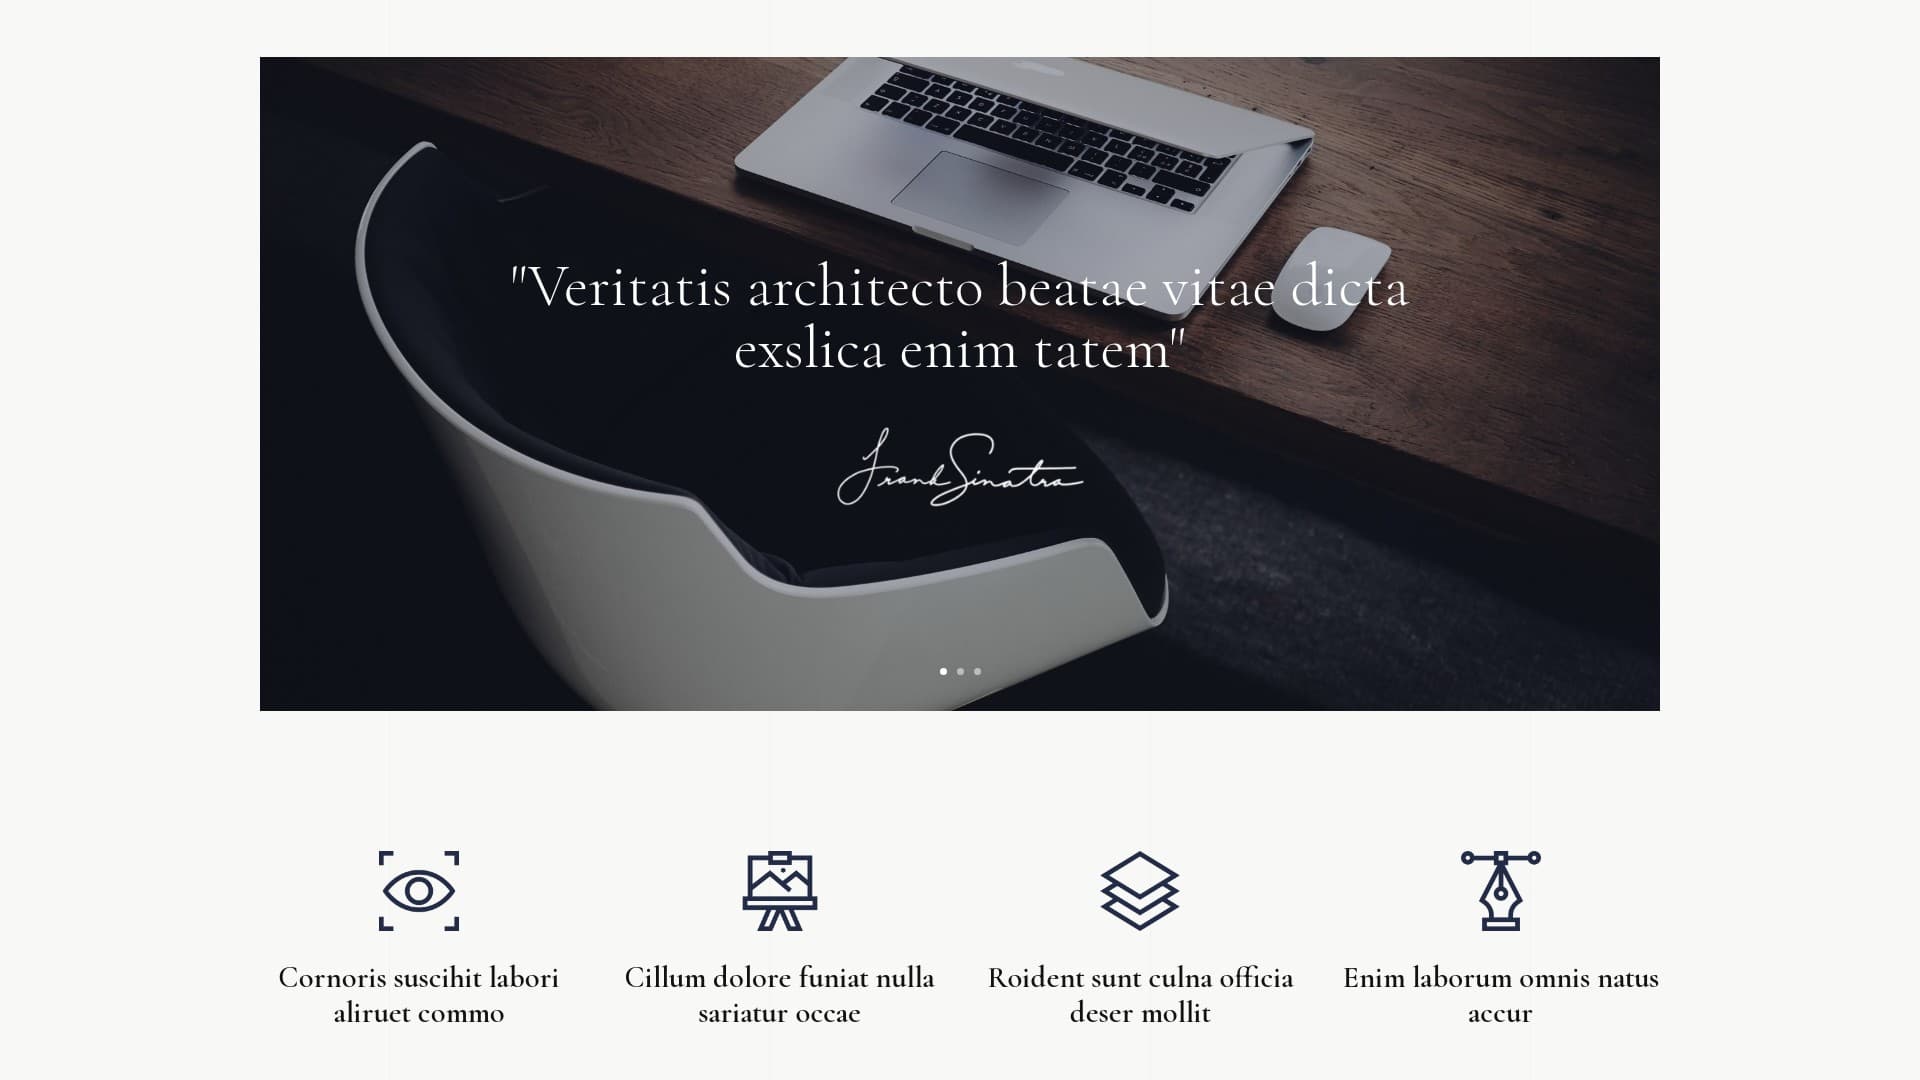 "Veritatis architecto beatae vitae dicta
exslica enim tatem"
Frank Sinatra
Cornoris suscihit labori
aliruet commo
Cillum dolore funiat nulla
sariatur occae
Roident sunt culna officia
deser mollit
Enim laborum omnis natus
accur